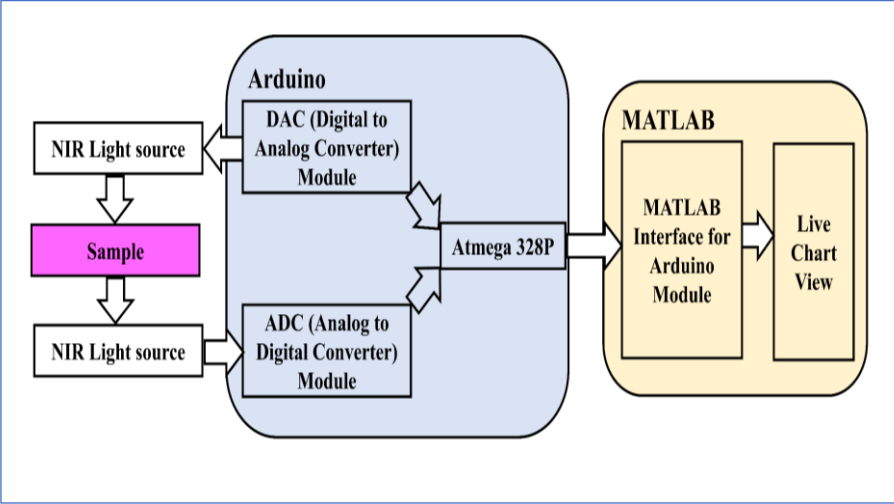 Arduino
DAC (Digital to
Analog Converter)
Module
NIR Light source
Sample
NIR Light source
ADC (Analog to
Digital Converter)
Module
Atmega 328P
MATLAB
MATLAB
Interface for
Arduino
Module
Live
Chart
View